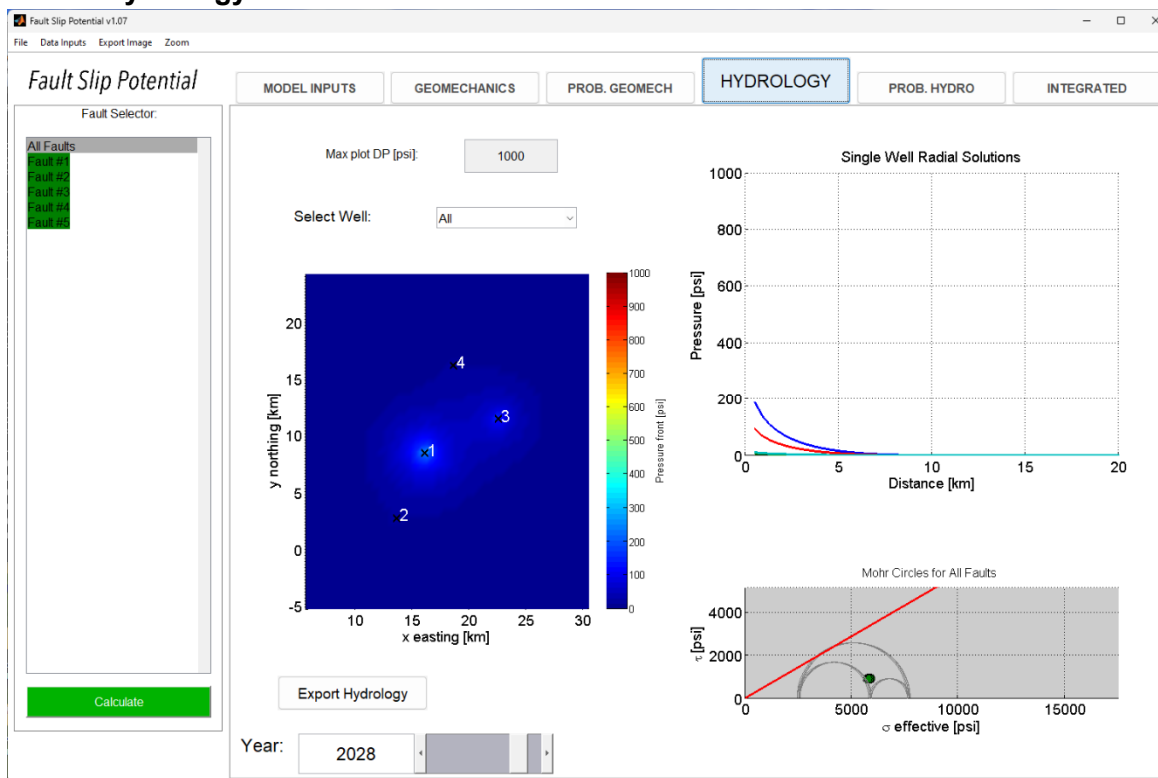 Fault Slip Potential v1.07
File Data Inputs Export Image Zoom
Fault Slip Potential
MODEL INPUTS GEOMECHANICS PROB. GEOMECH HYDROLOGY PROB. HYDRO INTEGRATED
Fault Selector:
All Faults
Fault #1
Fault #2
Fault #3
Fault #4
Fault #5
Calculate
Max plot DP [psi]: 1000
Select Well: All
20
15
10
5
0
-5
y northing [km]
10 15 20 25 30
x easting [km]
4
3
1
2
1000
900
800
700
600
500
400
300
200
100
0
Pressure front [psi]
Export Hydrology
Year: 2028
Single Well Radial Solutions
1000
800
600
400
200
0
Pressure [psi]
0 5 10 15 20
Distance [km]
Mohr Circles for All Faults
4000
2000
0
τ [psi]
0 5000 10000 15000
σ effective [psi]